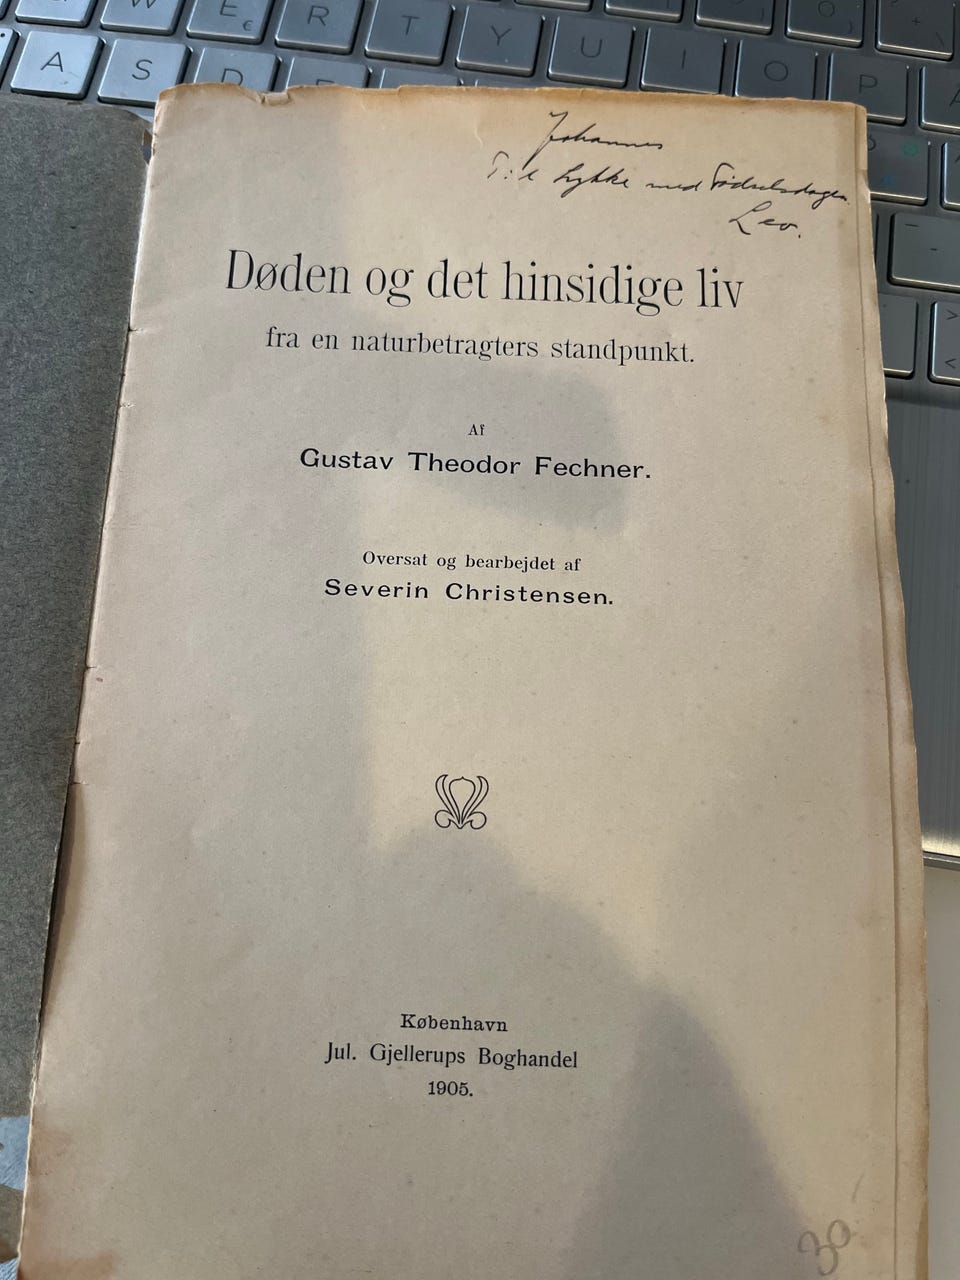 W E R T Y U I O P
€
A S D F
Johannes
Til Lykke med Fødselsdagen.
Leo.
Døden og det hinsidige liv
fra en naturbetragters standpunkt.
Af
Gustav Theodor Fechner.
Oversat og bearbejdet af
Severin Christensen.
København
Jul. Gjellerups Boghandel
1905.
30